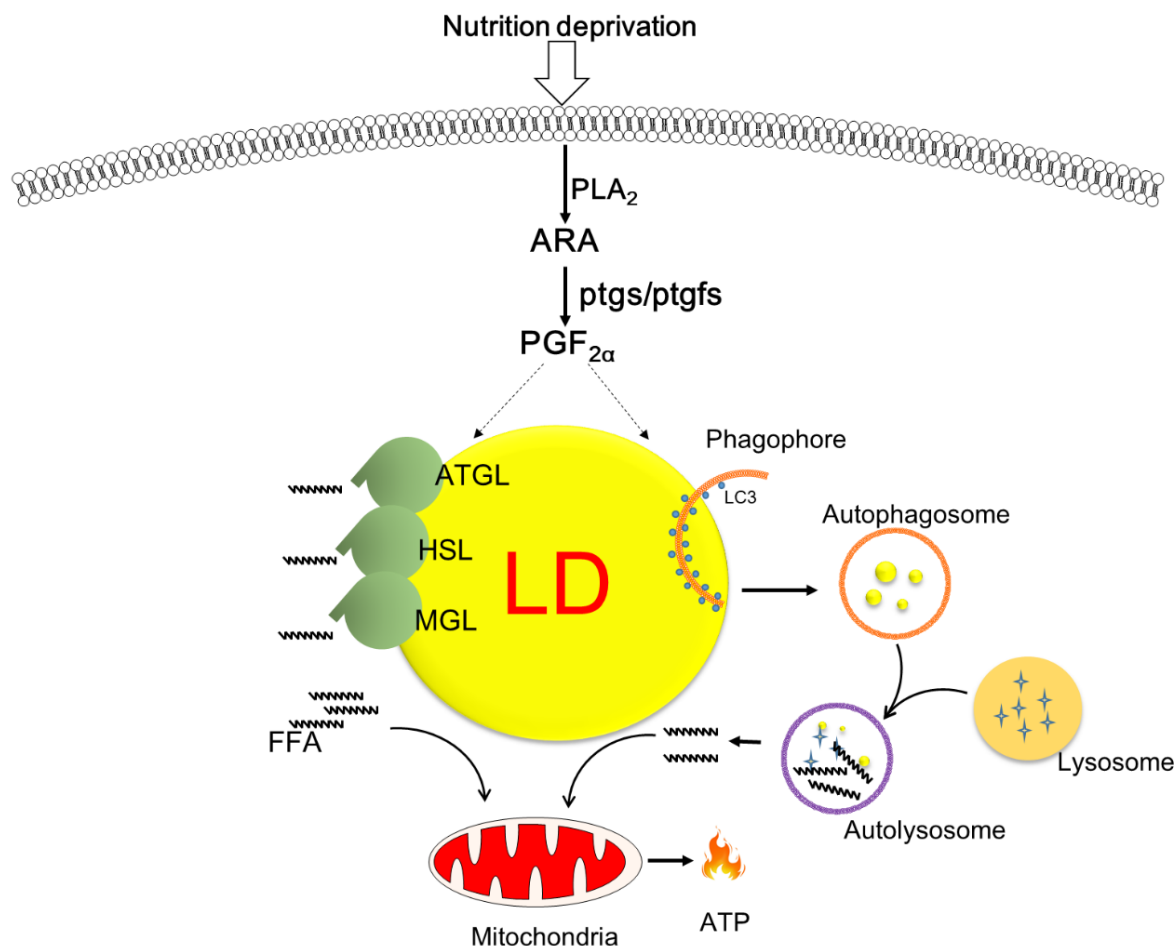 Nutrition deprivation
PLA₂
ARA
ptgs/ptgfs
PGF₂α
Phagophore
ATGL
LC3
Autophagosome
HSL
LD
MGL
FFA
Lysosome
Autolysosome
Mitochondria
ATP